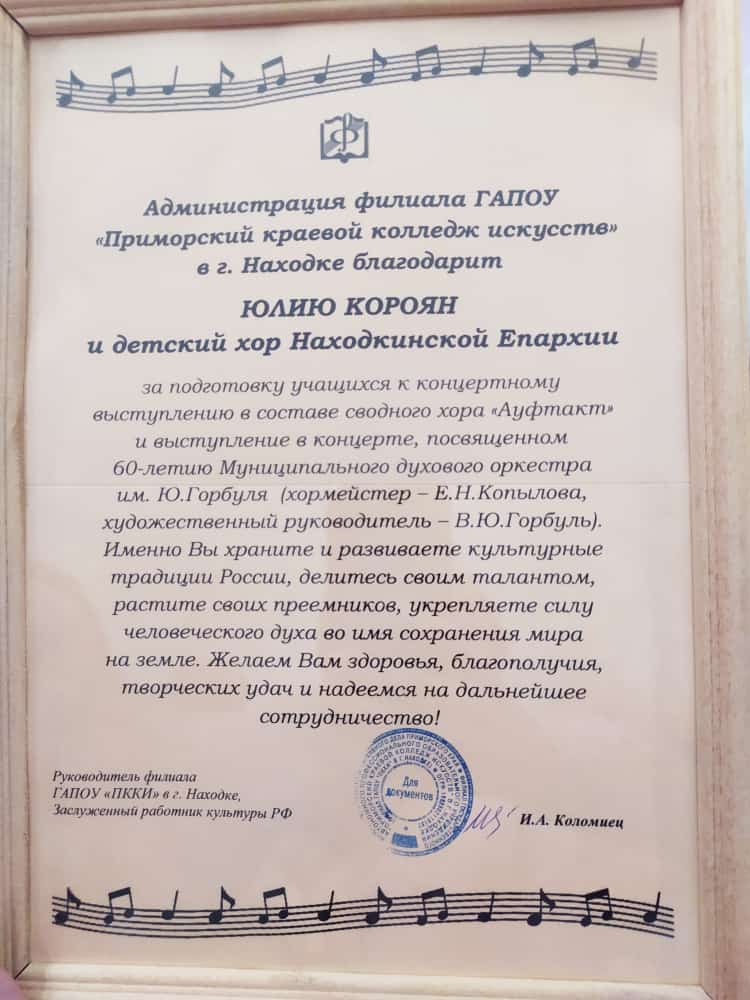 Администрация филиала ГАПОУ
«Приморский краевой колледж искусств»
в г. Находке благодарит
ЮЛИЮ КОРОЯН
и детский хор Находкинской Епархии
за подготовку учащихся к концертному
выступлению в составе сводного хора «Ауфтакт»
и выступление в концерте, посвященном
60-летию Муниципального духового оркестра
им. Ю.Горбуля (хормейстер – Е.Н.Копылова,
художественный руководитель – В.Ю.Горбуль).
Именно Вы храните и развиваете культурные
традиции России, делитесь своим талантом,
растите своих преемников, укрепляете силу
человеческого духа во имя сохранения мира
на земле. Желаем Вам здоровья, благополучия,
творческих удач и надеемся на дальнейшее
сотрудничество!
Руководитель филиала
ГАПОУ «ПККИ» в г. Находке,
Заслуженный работник культуры РФ
Для
документов
И.А. Коломиец